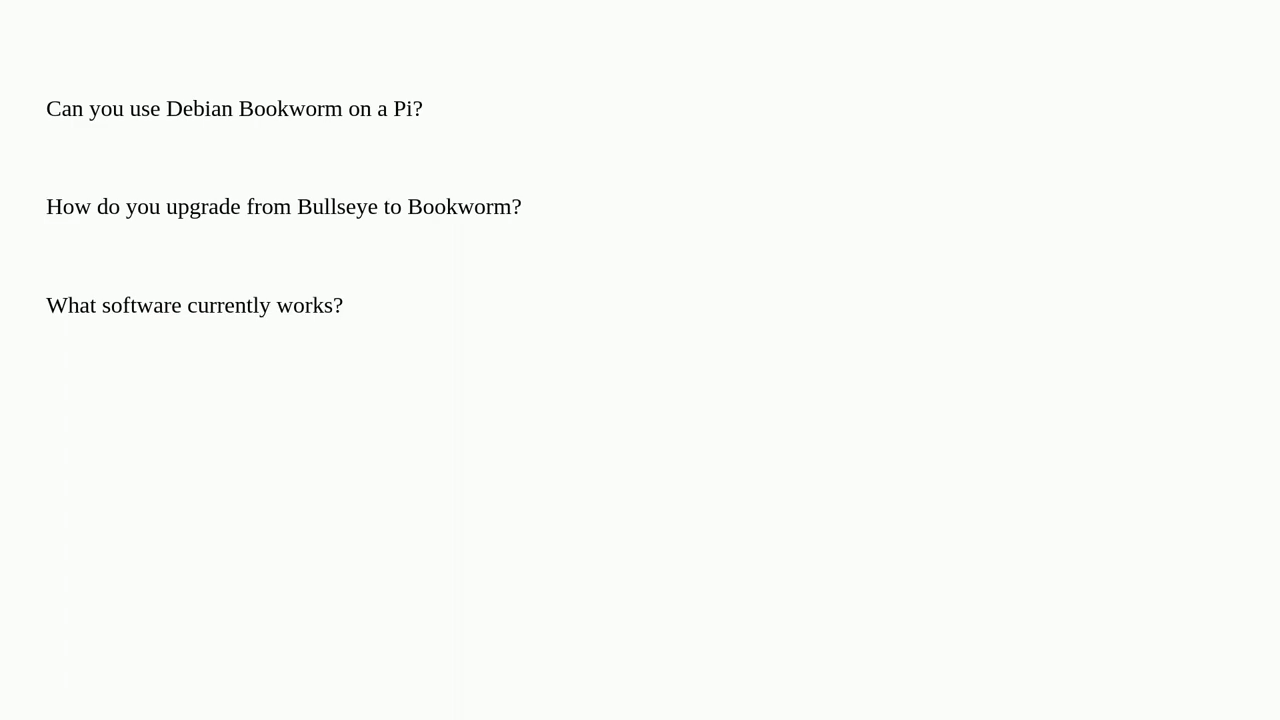 Can you use Debian Bookworm on a Pi?
How do you upgrade from Bullseye to Bookworm?
What software currently works?